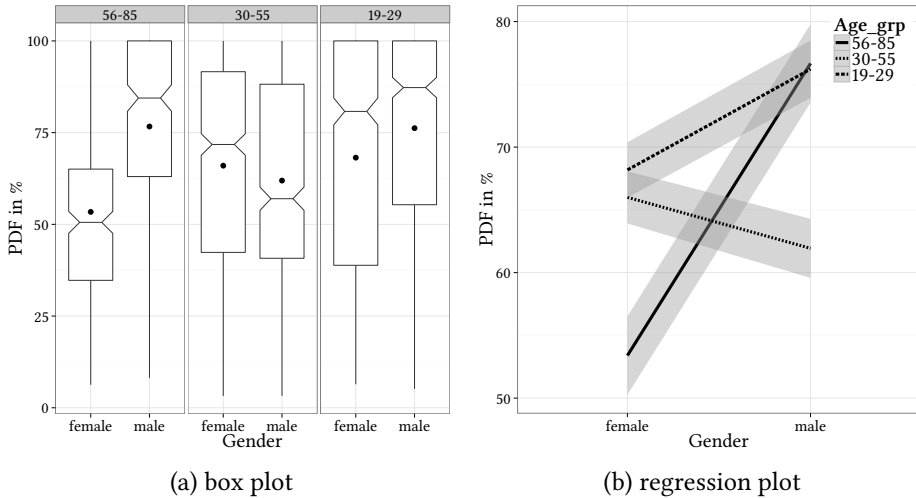 56-85 30-55 19-29
100
75
50
25
0
PDF in %
female male female male female male
Gender
(a) box plot
80
70
60
50
PDF in %
Age_grp
56-85
30-55
19-29
female male
Gender
(b) regression plot